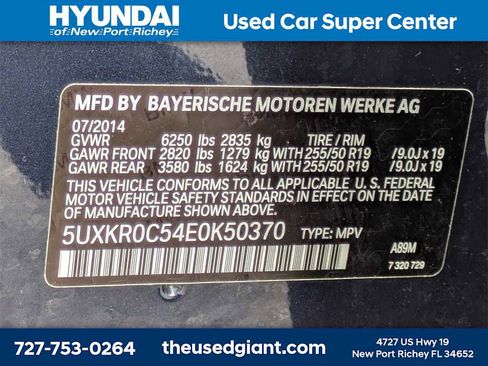 HYUNDAI
of New Port Richey
Used Car Super Center
MFD BY BAYERISCHE MOTOREN WERKE AG
07/2014
GVWR 6250 lbs 2835 kg TIRE / RIM
GAWR FRONT 2820 lbs 1279 kg WITH 255/50 R19 /9.0J x 19
GAWR REAR 3580 lbs 1624 kg WITH 255/50 R19 /9.0J x 19
THIS VEHICLE CONFORMS TO ALL APPLICABLE U. S. FEDERAL
MOTOR VEHICLE SAFETY STANDARDS IN EFFECT ON THE
DATE OF MANUFACTURE SHOWN ABOVE.
5UXKR0C54E0K50370 TYPE: MPV
A89M
7 320 729
727-753-0264
theusedgiant.com
4727 US Hwy 19
New Port Richey FL 34652